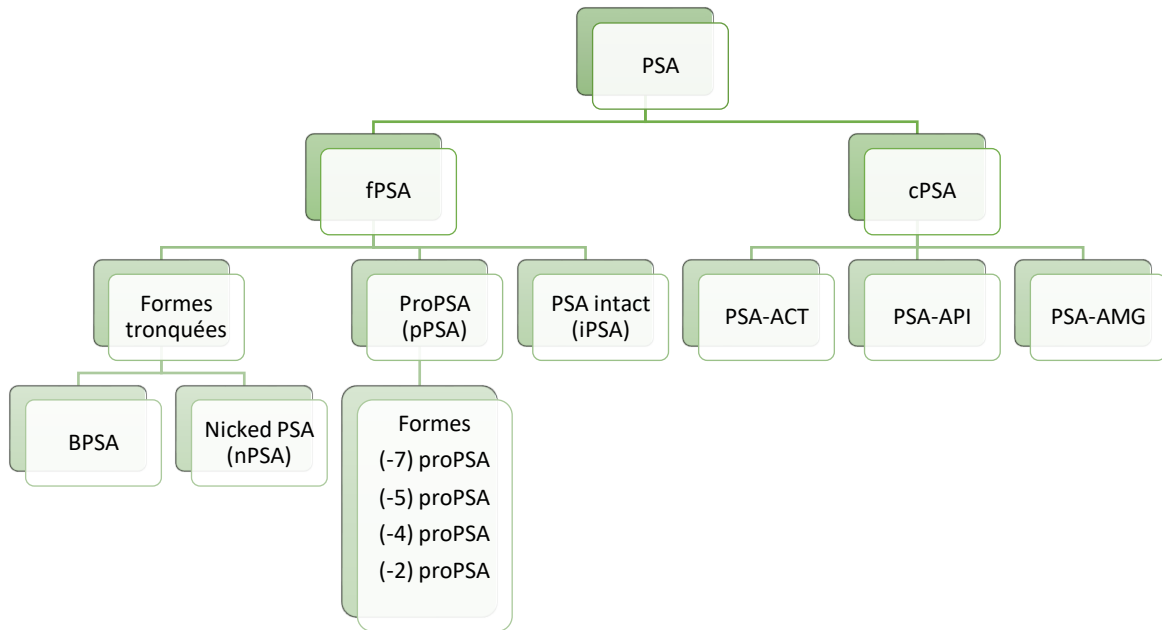 PSA
fPSA
cPSA
Formes
tronquées
ProPSA
(pPSA)
PSA intact
(iPSA)
PSA-ACT
PSA-API
PSA-AMG
BPSA
Nicked PSA
(nPSA)
Formes
(-7) proPSA
(-5) proPSA
(-4) proPSA
(-2) proPSA